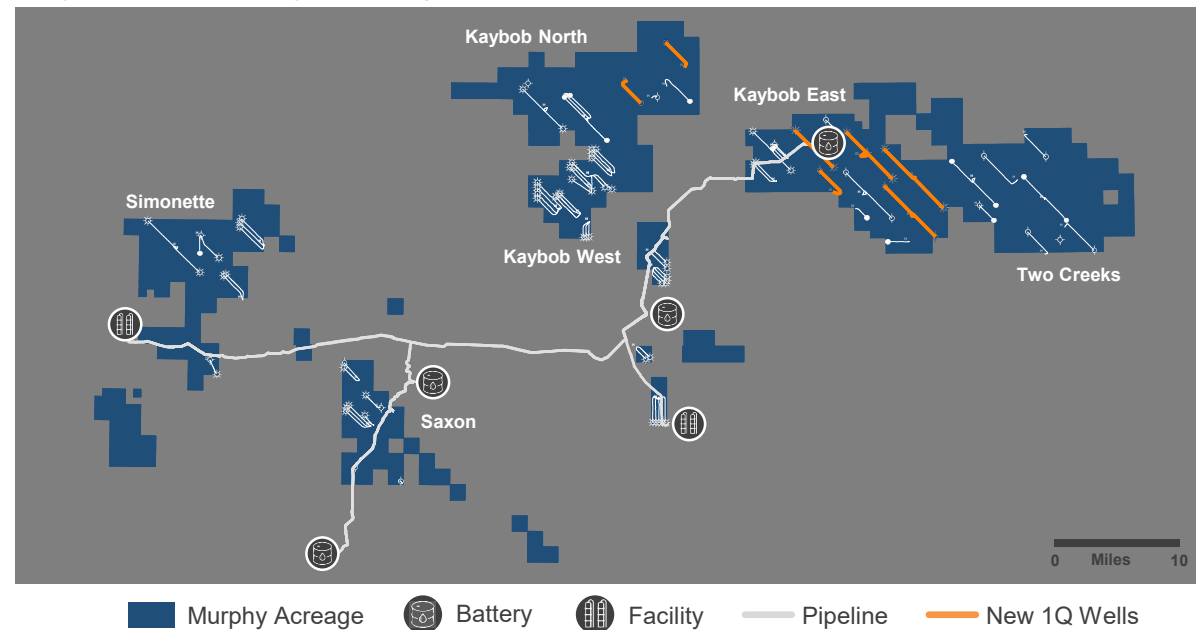 Kaybob North
Kaybob East
Simonette
Kaybob West
Two Creeks
Saxon
0 Miles 10
Murphy Acreage Battery Facility Pipeline New 1Q Wells